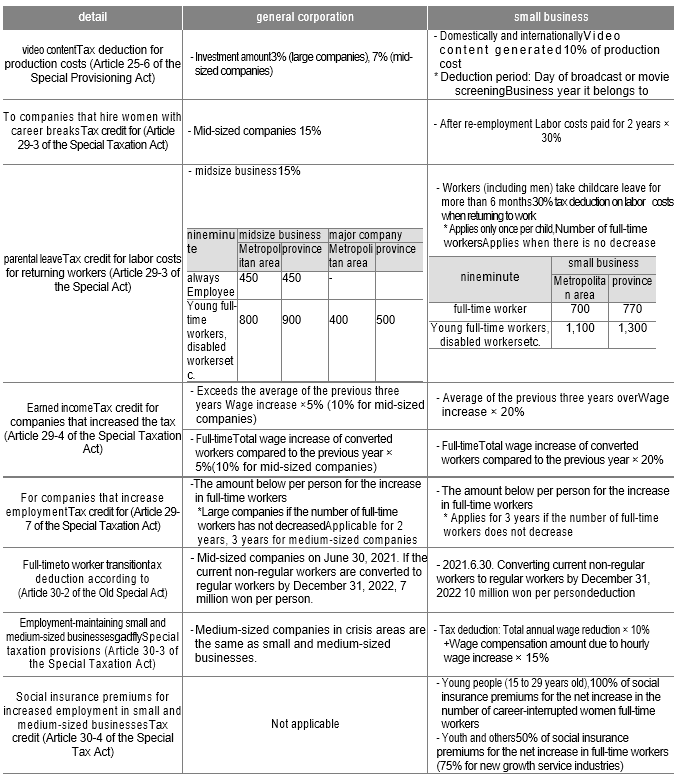 detail
general corporation
small business
video contentTax deduction for
production costs (Article 25-6 of the
Special Provisioning Act)
- Investment amount3% (large companies), 7% (mid-
sized companies)
- Domestically and internationallyVideo
content generated10% of production
cost
* Deduction period: Day of broadcast or movie
screeningBusiness year it belongs to
To companies that hire women with
career breaksTax credit for (Article
29-3 of the Special Taxation Act)
- Mid-sized companies 15%
- After re-employment Labor costs paid for 2 years ×
30%
parental leaveTax credit for labor costs
for returning workers (Article 29-3 of
the Special Act)
- midsize business15%
nineminu
te
midsize business
major company
Metropol
itan area
province
Metropoli
tan area
province
always
Employee
450
450
-
Young full-
time
workers,
disabled
workerset
c.
800
900
400
500
- Workers (including men) take childcare leave for
more than 6 months30% tax deduction on labor costs
when returning to work
* Applies only once per child,Number of full-time
workersApplies when there is no decrease
nineminute
small business
Metropolita
n area
province
full-time worker
700
770
Young full-time workers,
disabled workersetc.
1,100
1,300
Earned incomeTax credit for
companies that increased the tax
(Article 29-4 of the Special Taxation
Act)
- Exceeds the average of the previous three
years Wage increase ×5% (10% for mid-sized
companies)
- Average of the previous three years overWage
increase × 20%
- Full-timeTotal wage increase of converted
workers compared to the previous year ×
5%(10% for mid-sized companies)
- Full-timeTotal wage increase of converted
workers compared to the previous year × 20%
For companies that increase
employmentTax credit for (Article 29-
7 of the Special Taxation Act)
-The amount below per person for the increase
in full-time workers
*Large companies if the number of full-time
workers has not decreasedApplicable for 2
years, 3 years for medium-sized companies
- The amount below per person for the increase
in full-time workers
* Applies for 3 years if the number of full-time
workers does not decrease
Full-timeto worker transitiontax
deduction according to
(Article 30-2 of the Old Special Act)
- Mid-sized companies on June 30, 2021. If the
current non-regular workers are converted to
regular workers by December 31, 2022, 7
million won per person.
- 2021.6.30. Converting current non-regular
workers to regular workers by December 31,
2022 10 million won per persondeduction
Employment-maintaining small and
medium-sized businessesgadflySpecial
taxation provisions (Article 30-3 of
the Special Taxation Act)
- Medium-sized companies in crisis areas are
the same as small and medium-sized
businesses.
- Tax deduction: Total annual wage reduction × 10%
+Wage compensation amount due to hourly
wage increase × 15%
Social insurance premiums for
increased employment in small and
medium-sized businessesTax
credit (Article 30-4 of the Special
Tax Act)
Not applicable
- Young people (15 to 29 years old),100% of social
insurance premiums for the net increase in the
number of career-interrupted women full-time
workers
- Youth and others50% of social insurance
premiums for the net increase in full-time workers
(75% for new growth service industries)